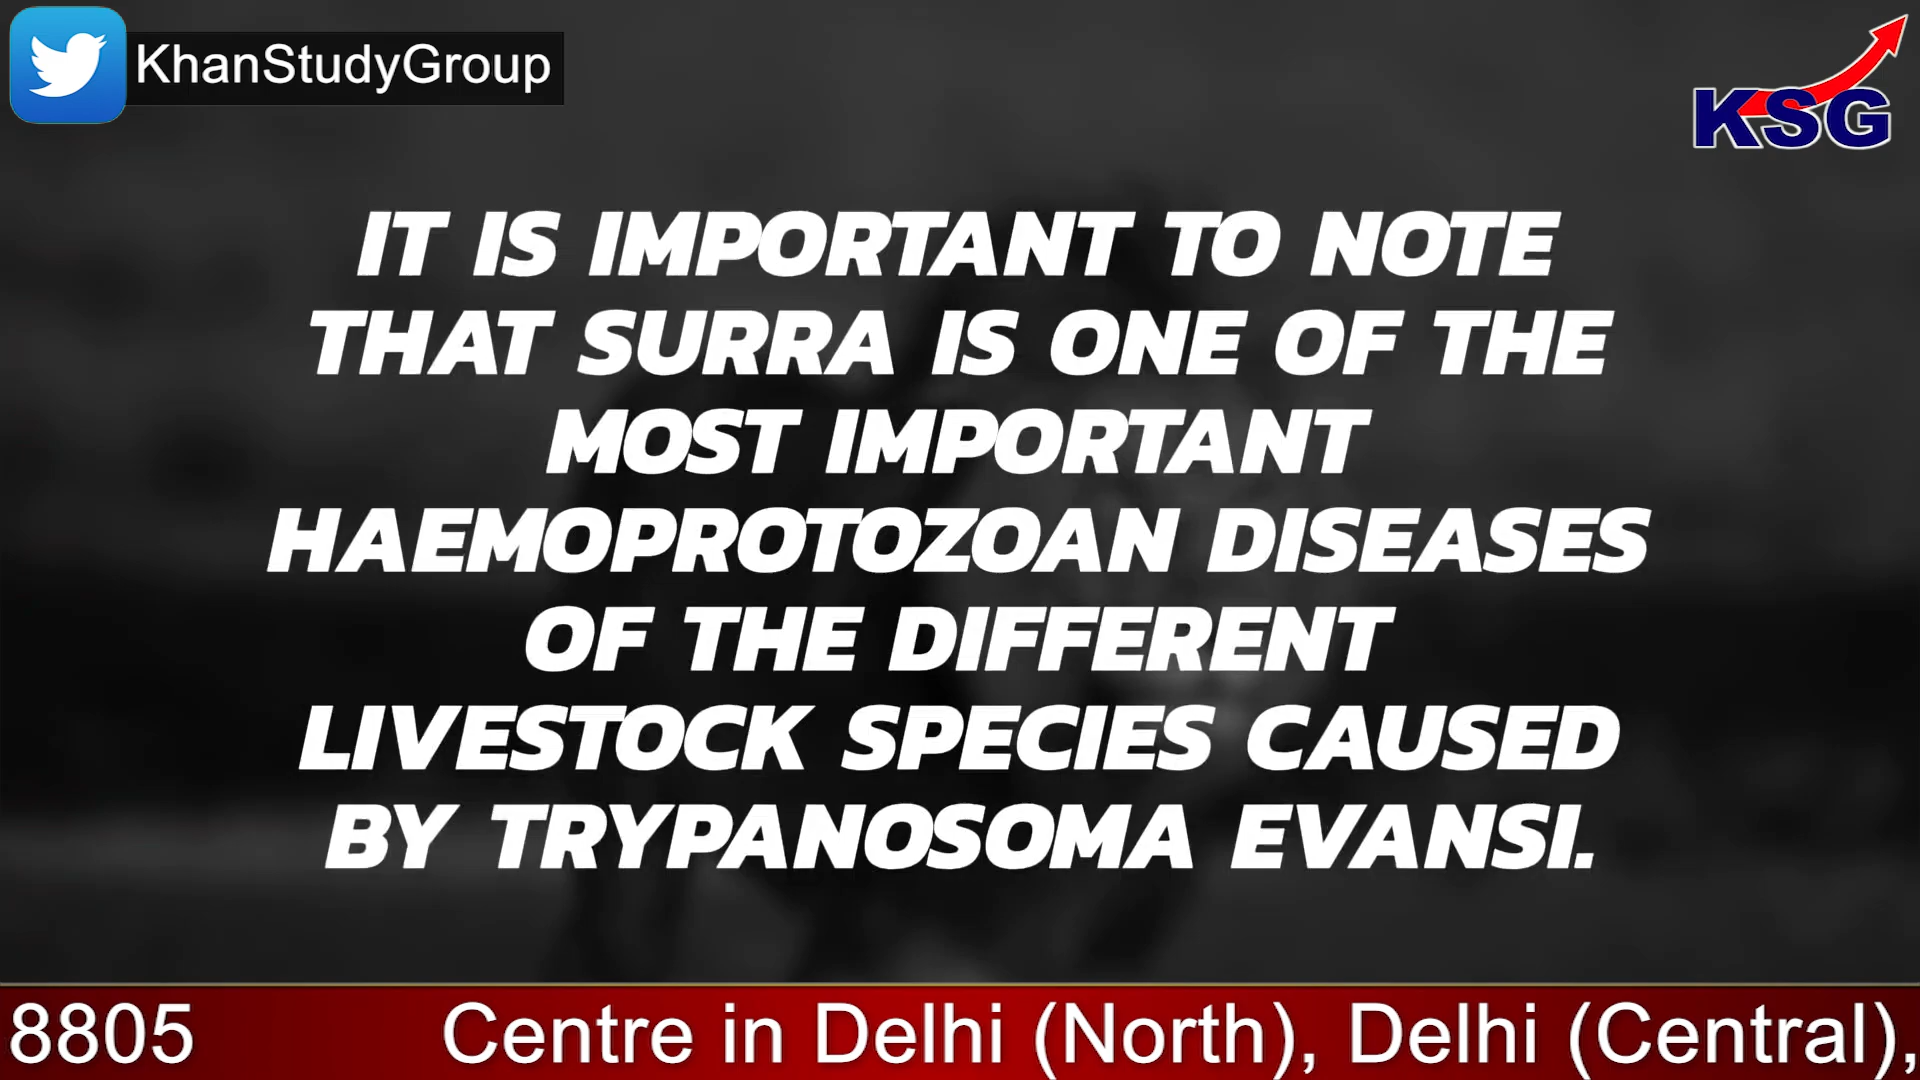 KhanStudyGroup
KSG
IT IS IMPORTANT TO NOTE
THAT SURRA IS ONE OF THE
MOST IMPORTANT
HAEMOPROTOZOAN DISEASES
OF THE DIFFERENT
LIVESTOCK SPECIES CAUSED
BY TRYPANOSOMA EVANSI.
8805 Centre in Delhi (North), Delhi (Central),